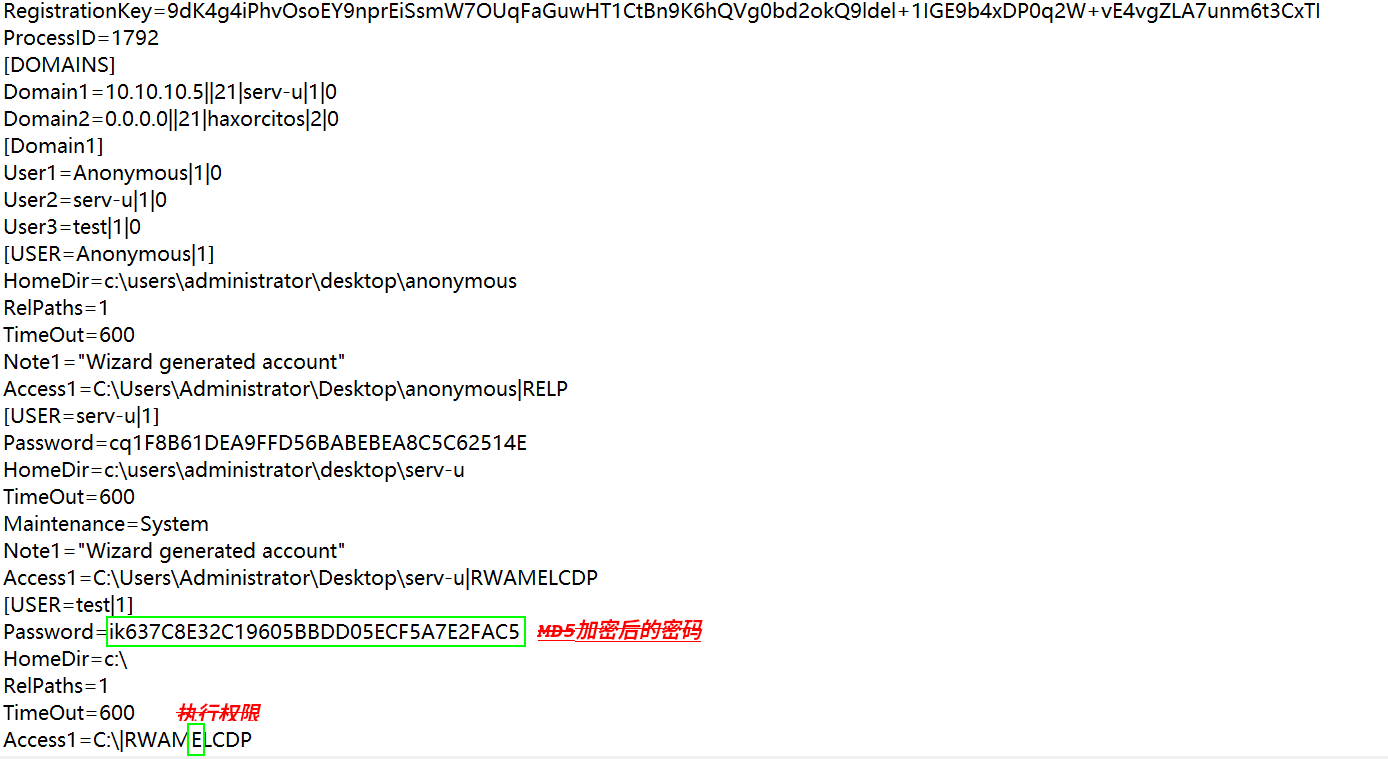 RegistrationKey=9dK4g4iPhvOsoEY9nprEiSsmW7OUqFaGuwHT1CtBn9K6hQVg0bd2okQ9ldel+1IGE9b4xDP0q2W+vE4vgZLA7unm6t3CxTI
ProcessID=1792
[DOMAINS]
Domain1=10.10.10.5||21|serv-u|1|0
Domain2=0.0.0.0||21|haxorcitos|2|0
[Domain1]
User1=Anonymous|1|0
User2=serv-u|1|0
User3=test|1|0
[USER=Anonymous|1]
HomeDir=c:\users\administrator\desktop\anonymous
RelPaths=1
TimeOut=600
Note1="Wizard generated account"
Access1=C:\Users\Administrator\Desktop\anonymous|RELP
[USER=serv-u|1]
Password=cq1F8B61DEA9FFD56BABEBEA8C5C62514E
HomeDir=c:\users\administrator\desktop\serv-u
TimeOut=600
Maintenance=System
Note1="Wizard generated account"
Access1=C:\Users\Administrator\Desktop\serv-u|RWAMELCDP
[USER=test|1]
Password=ik637C8E32C19605BBDD05ECF5A7E2FAC5 MD5加密后的密码
HomeDir=c:\
RelPaths=1
TimeOut=600 执行权限
Access1=C:\|RWAMELCDP